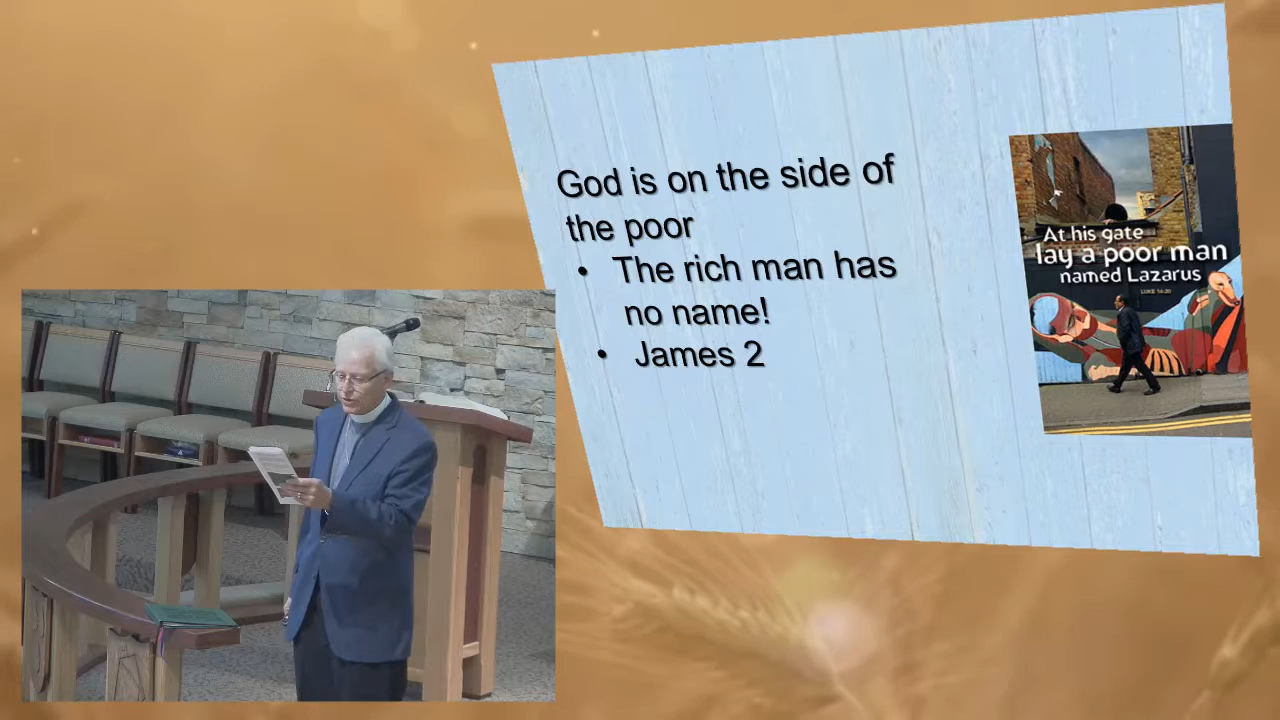 God is on the side of
the poor
• The rich man has
no name!
• James 2
At his gate
lay a poor man
named Lazarus